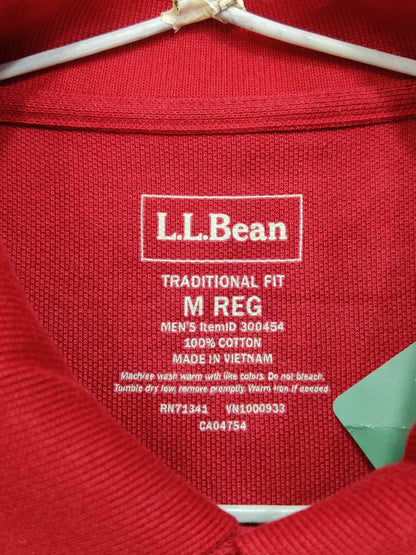 L.L.Bean
TRADITIONAL FIT
M REG
MEN'S ItemID 300454
100% COTTON
MADE IN VIETNAM
Machine wash warm with like colors. Do not bleach.
Tumble dry low, remove promptly. Warm iron if needed
RN71341 VN1000933
CA04754